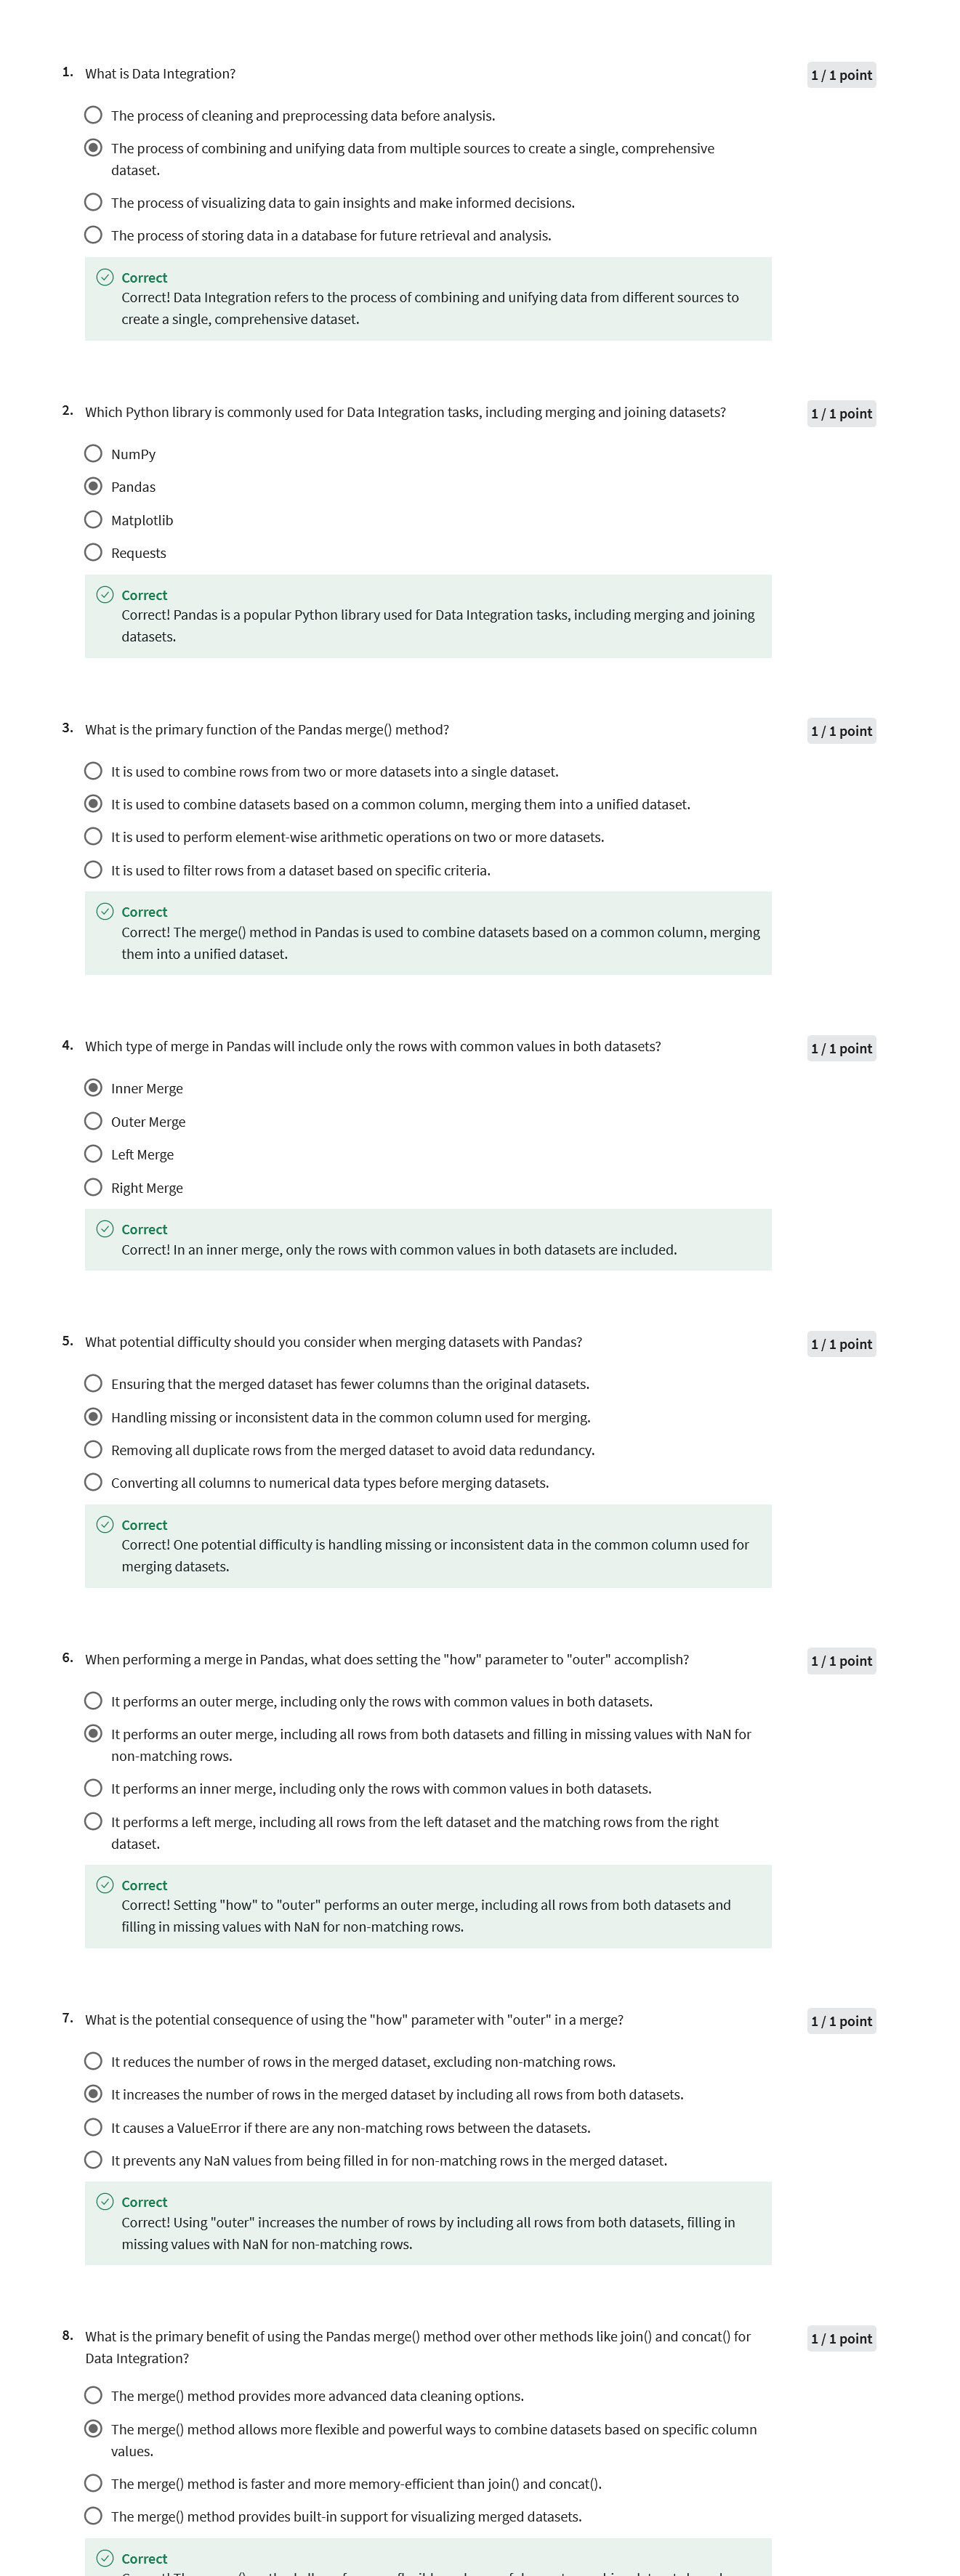 1. What is Data Integration?
1 / 1 point
The process of cleaning and preprocessing data before analysis.
The process of combining and unifying data from multiple sources to create a single, comprehensive
dataset.
The process of visualizing data to gain insights and make informed decisions.
The process of storing data in a database for future retrieval and analysis.
Correct
Correct! Data Integration refers to the process of combining and unifying data from different sources to
create a single, comprehensive dataset.
2. Which Python library is commonly used for Data Integration tasks, including merging and joining datasets?
1 / 1 point
NumPy
Pandas
Matplotlib
Requests
Correct
Correct! Pandas is a popular Python library used for Data Integration tasks, including merging and joining
datasets.
3. What is the primary function of the Pandas merge() method?
1 / 1 point
It is used to combine rows from two or more datasets into a single dataset.
It is used to combine datasets based on a common column, merging them into a unified dataset.
It is used to perform element-wise arithmetic operations on two or more datasets.
It is used to filter rows from a dataset based on specific criteria.
Correct
Correct! The merge() method in Pandas is used to combine datasets based on a common column, merging
them into a unified dataset.
4. Which type of merge in Pandas will include only the rows with common values in both datasets?
1 / 1 point
Inner Merge
Outer Merge
Left Merge
Right Merge
Correct
Correct! In an inner merge, only the rows with common values in both datasets are included.
5. What potential difficulty should you consider when merging datasets with Pandas?
1 / 1 point
Ensuring that the merged dataset has fewer columns than the original datasets.
Handling missing or inconsistent data in the common column used for merging.
Removing all duplicate rows from the merged dataset to avoid data redundancy.
Converting all columns to numerical data types before merging datasets.
Correct
Correct! One potential difficulty is handling missing or inconsistent data in the common column used for
merging datasets.
6. When performing a merge in Pandas, what does setting the "how" parameter to "outer" accomplish?
1 / 1 point
It performs an outer merge, including only the rows with common values in both datasets.
It performs an outer merge, including all rows from both datasets and filling in missing values with NaN for
non-matching rows.
It performs an inner merge, including only the rows with common values in both datasets.
It performs a left merge, including all rows from the left dataset and the matching rows from the right
dataset.
Correct
Correct! Setting "how" to "outer" performs an outer merge, including all rows from both datasets and
filling in missing values with NaN for non-matching rows.
7. What is the potential consequence of using the "how" parameter with "outer" in a merge?
1 / 1 point
It reduces the number of rows in the merged dataset, excluding non-matching rows.
It increases the number of rows in the merged dataset by including all rows from both datasets.
It causes a ValueError if there are any non-matching rows between the datasets.
It prevents any NaN values from being filled in for non-matching rows in the merged dataset.
Correct
Correct! Using "outer" increases the number of rows by including all rows from both datasets, filling in
missing values with NaN for non-matching rows.
8. What is the primary benefit of using the Pandas merge() method over other methods like join() and concat() for
Data Integration?
1 / 1 point
The merge() method provides more advanced data cleaning options.
The merge() method allows more flexible and powerful ways to combine datasets based on specific column
values.
The merge() method is faster and more memory-efficient than join() and concat().
The merge() method provides built-in support for visualizing merged datasets.
Correct